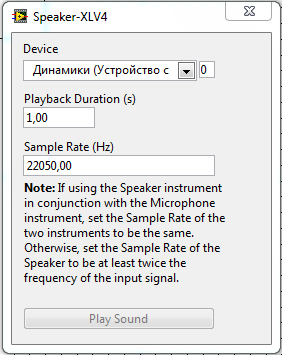 Speaker-XLV4
Device
Динамики (Устройство с 0
Playback Duration (s)
1,00
Sample Rate (Hz)
22050,00
Note: If using the Speaker instrument
in conjunction with the Microphone
instrument, set the Sample Rate of the
two instruments to be the same.
Otherwise, set the Sample Rate of the
Speaker to be at least twice the
frequency of the input signal.
Play Sound